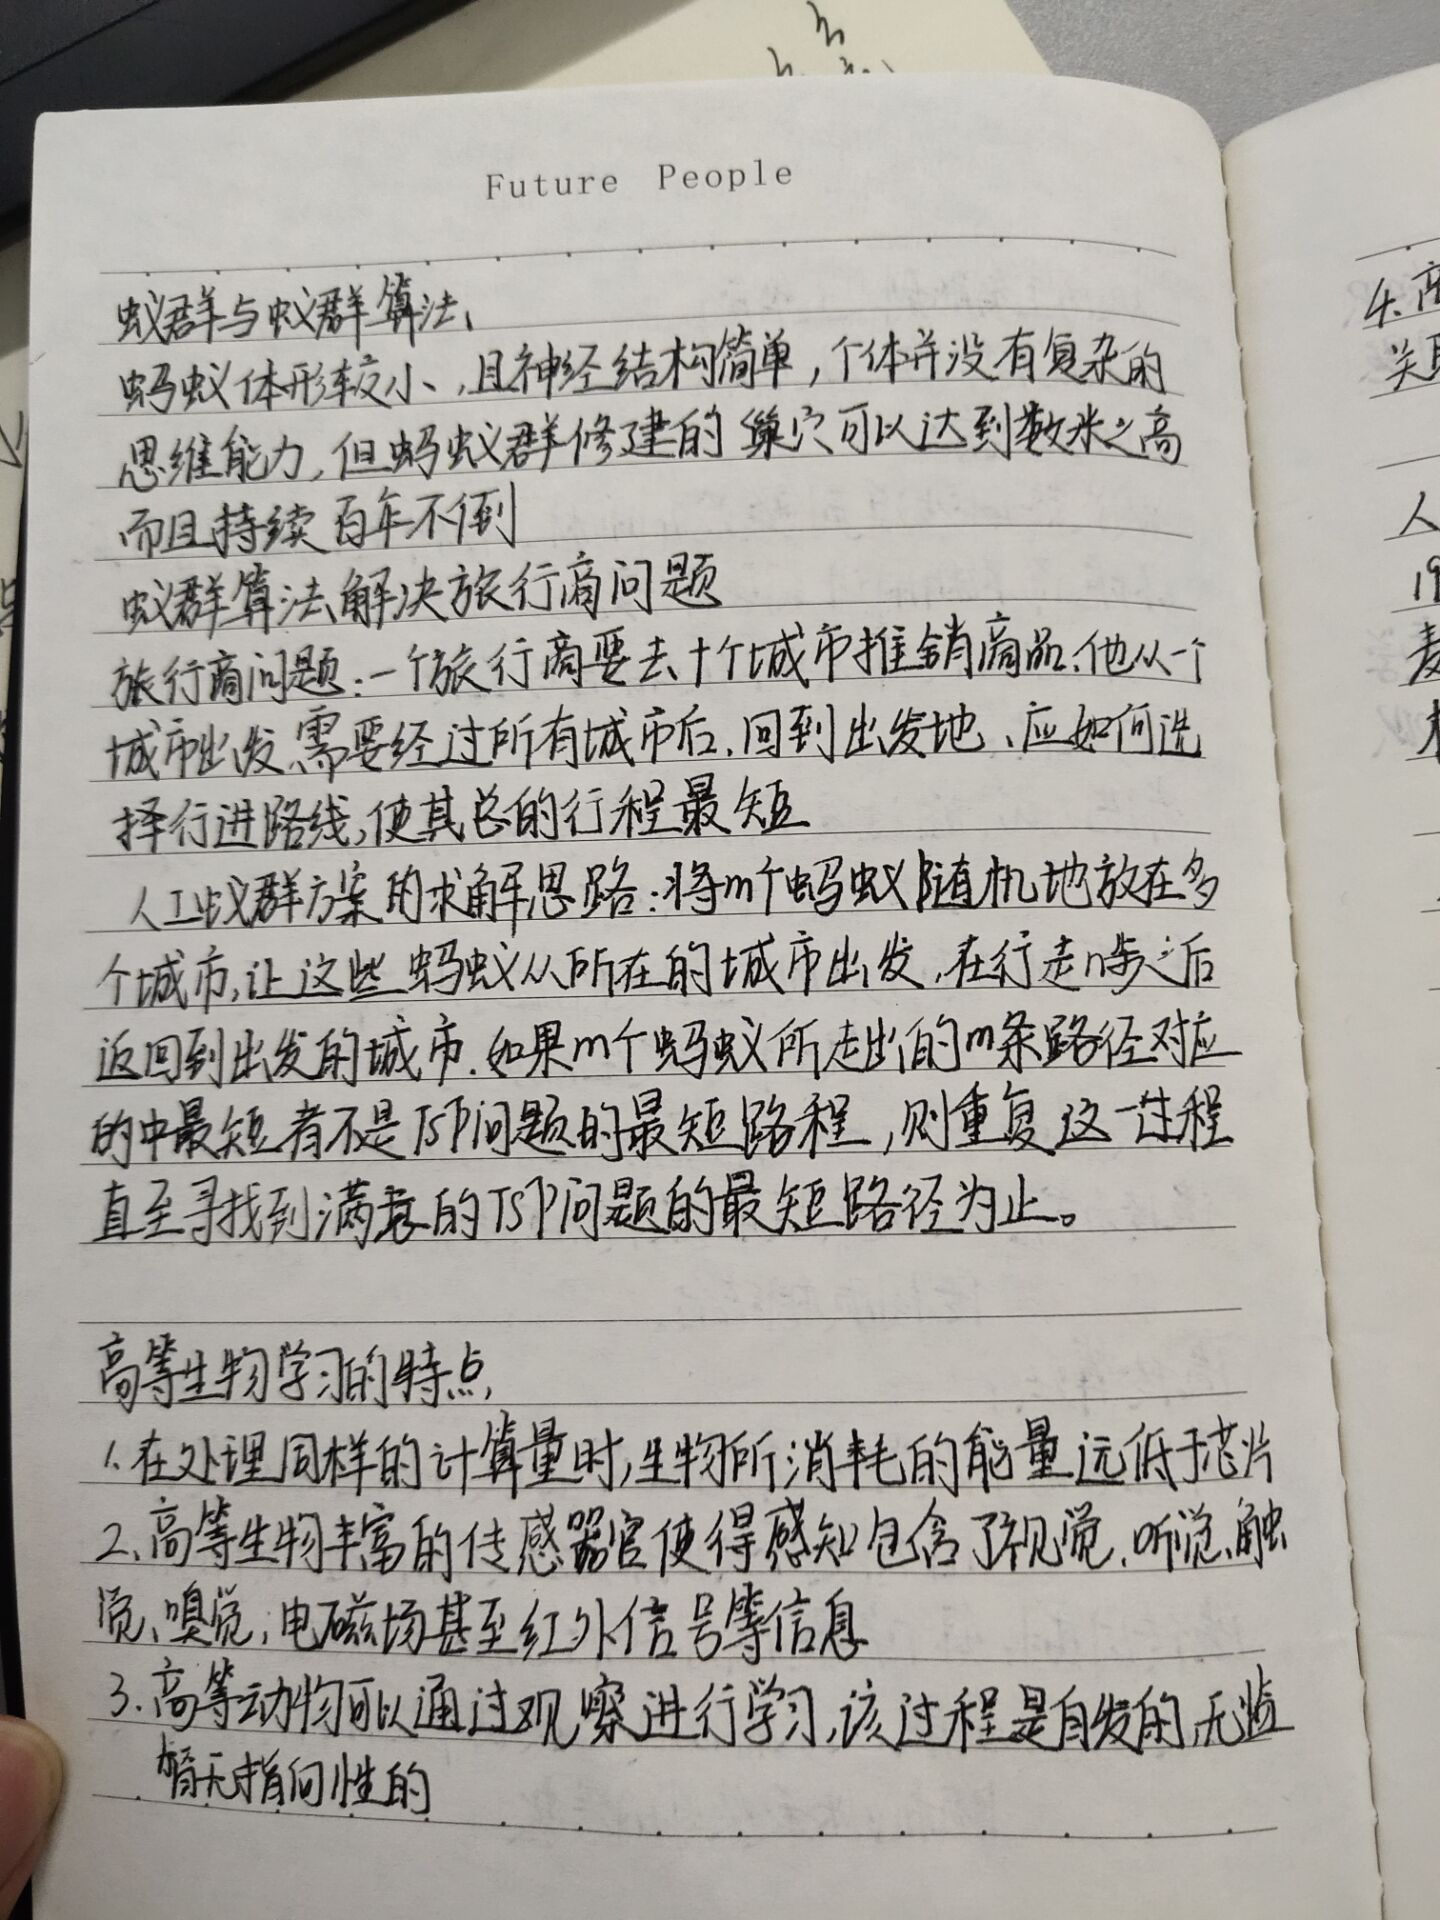 Future People
蚁群与蚁群算法、
蚂蚁体形较小、,且神经结构简单,个体并没有复杂的
思维能力,但蚂蚁群修建的巢穴可以达到数米之高
而且持续百年不倒
蚁群算法解决旅行商问题
旅行商问题:一个旅行商要去十个城市推销商品.他从一个
城市出发,需要经过所有城市后,回到出发地、应如何选
择行进路线,使其总的行程最短
人工蚁群方案的求解思路:将m个蚂蚁随机地放在多
个城市,让这些蚂蚁从所在的城市出发,在行走n步之后
返回到出发的城市.如果m个蚂蚁所走出的m条路径对应
的中最短者不是TSP问题的最短路程,则重复这一过程
直至寻找到满意的TSP问题的最短路径为止。
高等生物学习的特点,
1.在处理同样的计算量时,生物所消耗的能量远低于芯片
2、高等生物丰富的传感器官使得感知包含了视觉、听觉、触
觉、嗅觉,电磁场甚至红外信号等信息
3.高等动物可以通过观察进行学习,该过程是自发的,无监
督无指向性的
4、高
关联
人
19
麦